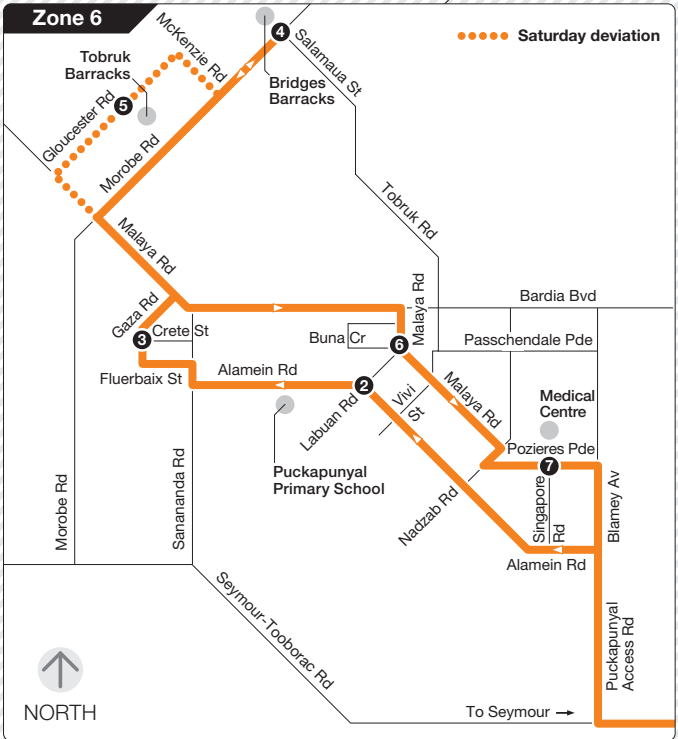 Zone 6
McKenzie Rd
4
Salamaua St
Saturday deviation
Tobruk
Barracks
Bridges
Barracks
5
Gloucester Rd
Morobe Rd
Tobruk Rd
Malaya Rd
Malaya Rd
Bardia Bvd
Gaza Rd
3
Crete St
Buna Cr
6
Passchendale Pde
Fluerbaix St
Alamein Rd
2
Malaya Rd
Vivi
St
Labuan Rd
Medical
Centre
Pozieres Pde
7
Puckapunyal
Primary School
Nadzab Rd
Singapore
Rd
Blamey Av
Morobe Rd
Sanananda Rd
Alamein Rd
Seymour-Tooborac Rd
Puckapunyal
Access Rd
NORTH
To Seymour →